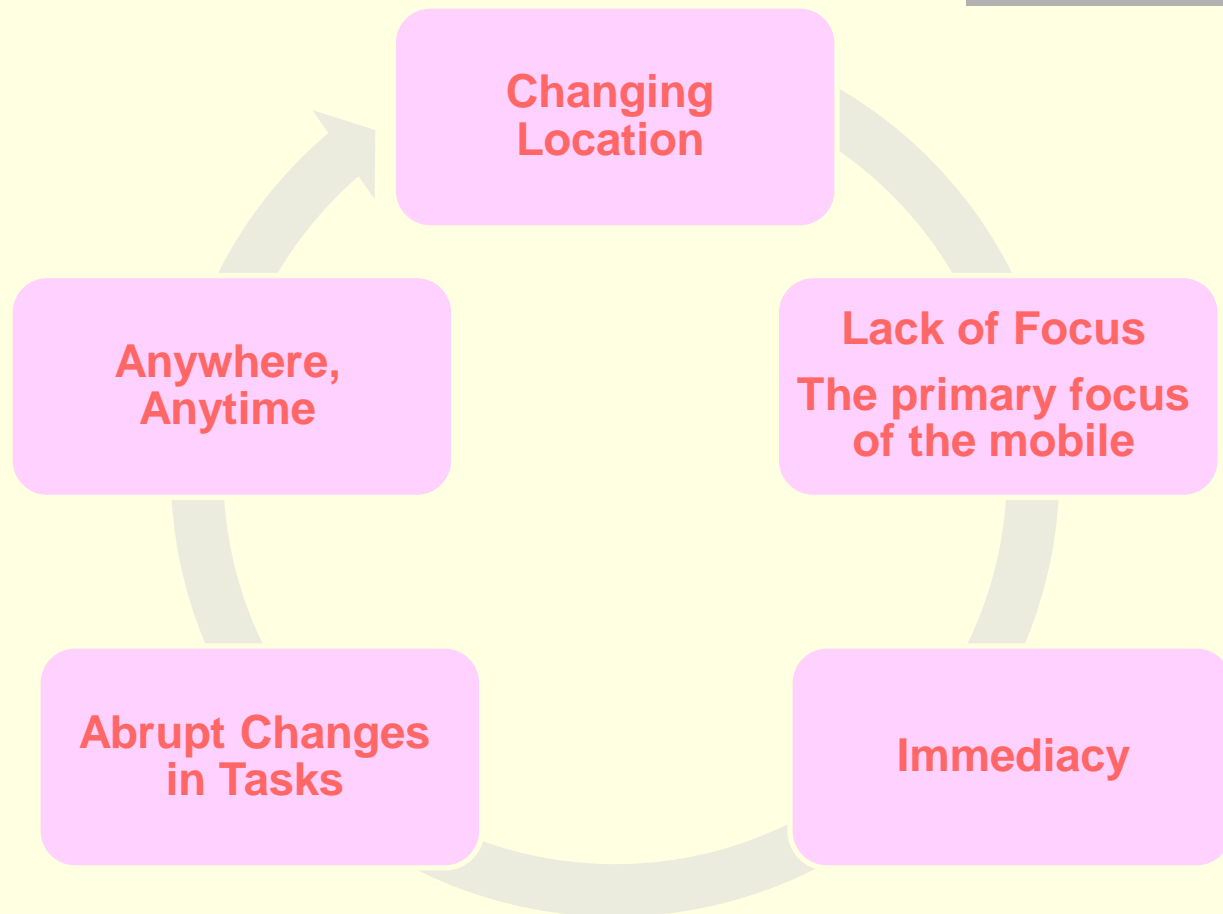 Changing
Location
Lack of Focus
The primary focus
of the mobile
Immediacy
Abrupt Changes
in Tasks
Anywhere,
Anytime